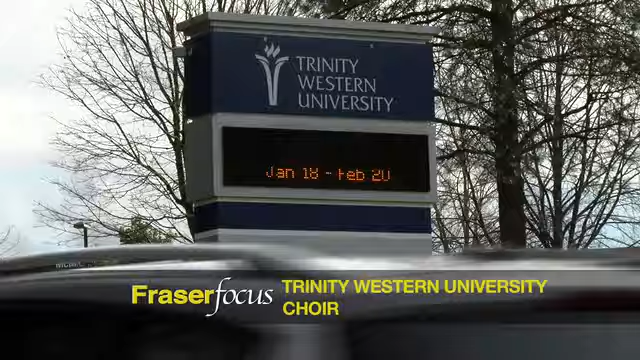 TRINITY
WESTERN
UNIVERSITY
Jan 18 - Feb 20
Fraserfocus
TRINITY WESTERN UNIVERSITY
CHOIR